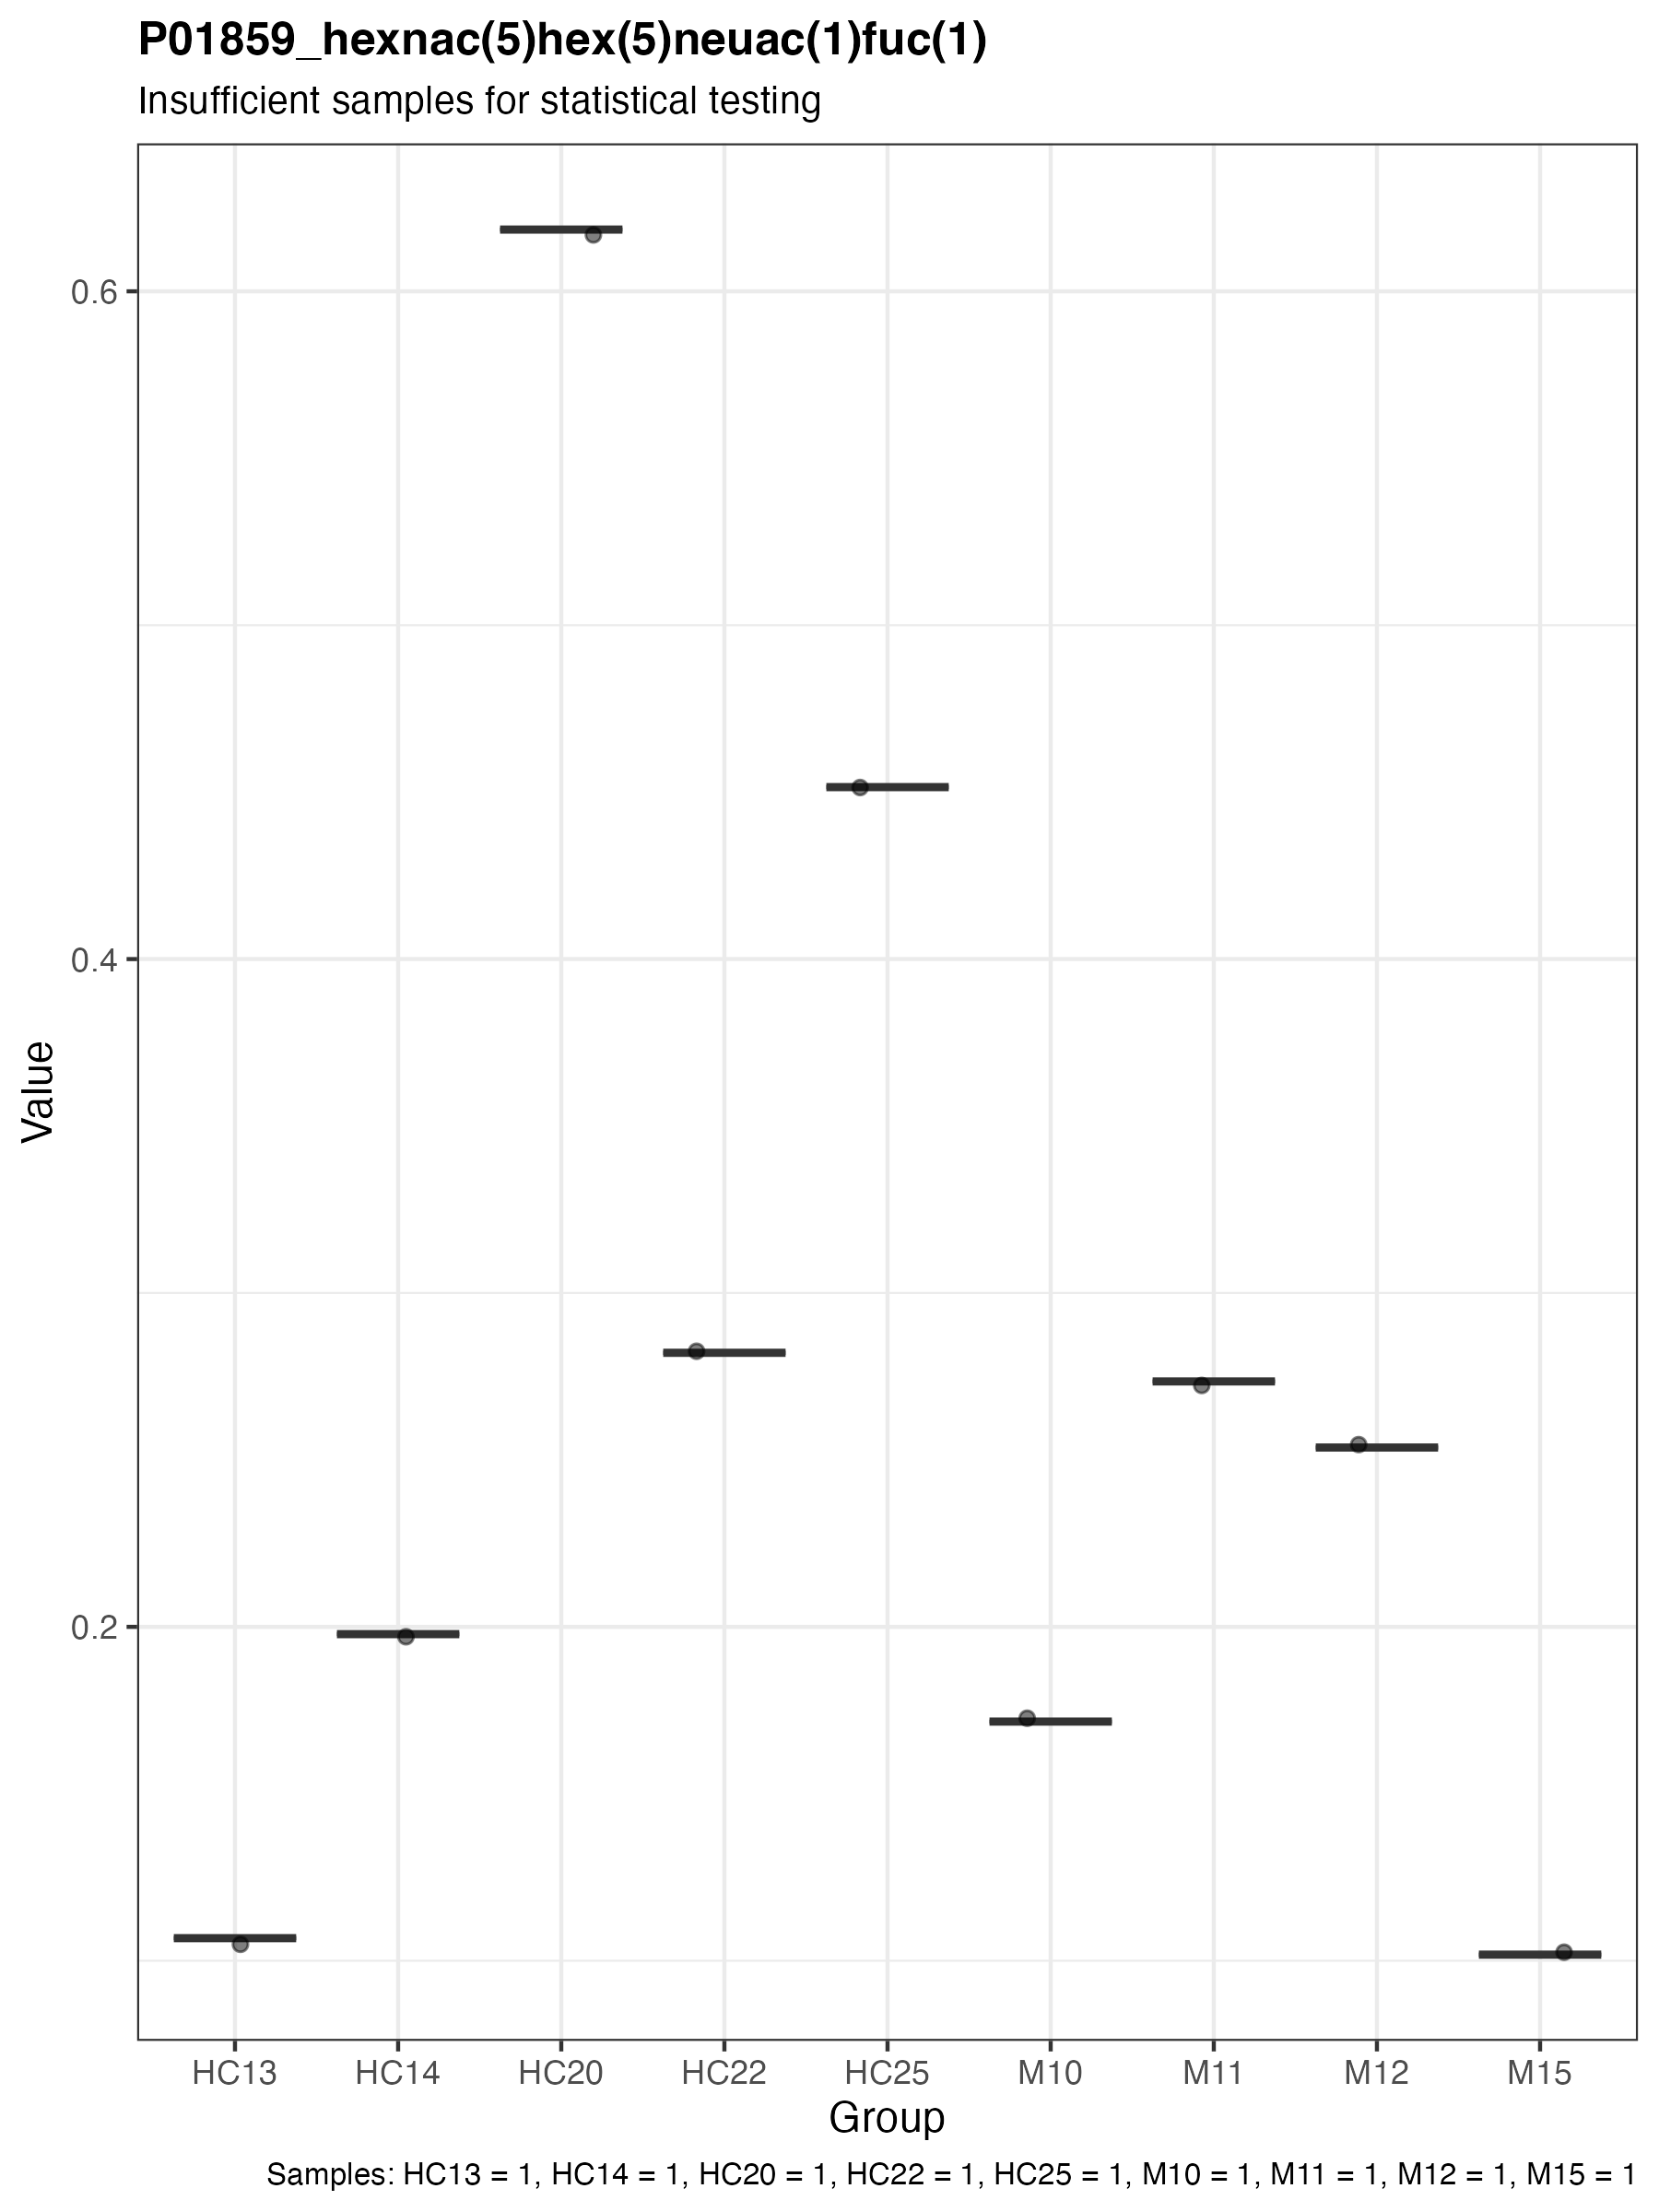 P01859_hexnac(5)hex(5)neuac(1)fuc(1)
Insufficient samples for statistical testing
0.6
0.4
0.2
Value
HC13 HC14 HC20 HC22 HC25 M10 M11 M12 M15
Group
Samples: HC13 = 1, HC14 = 1, HC20 = 1, HC22 = 1, HC25 = 1, M10 = 1, M11 = 1, M12 = 1, M15 = 1